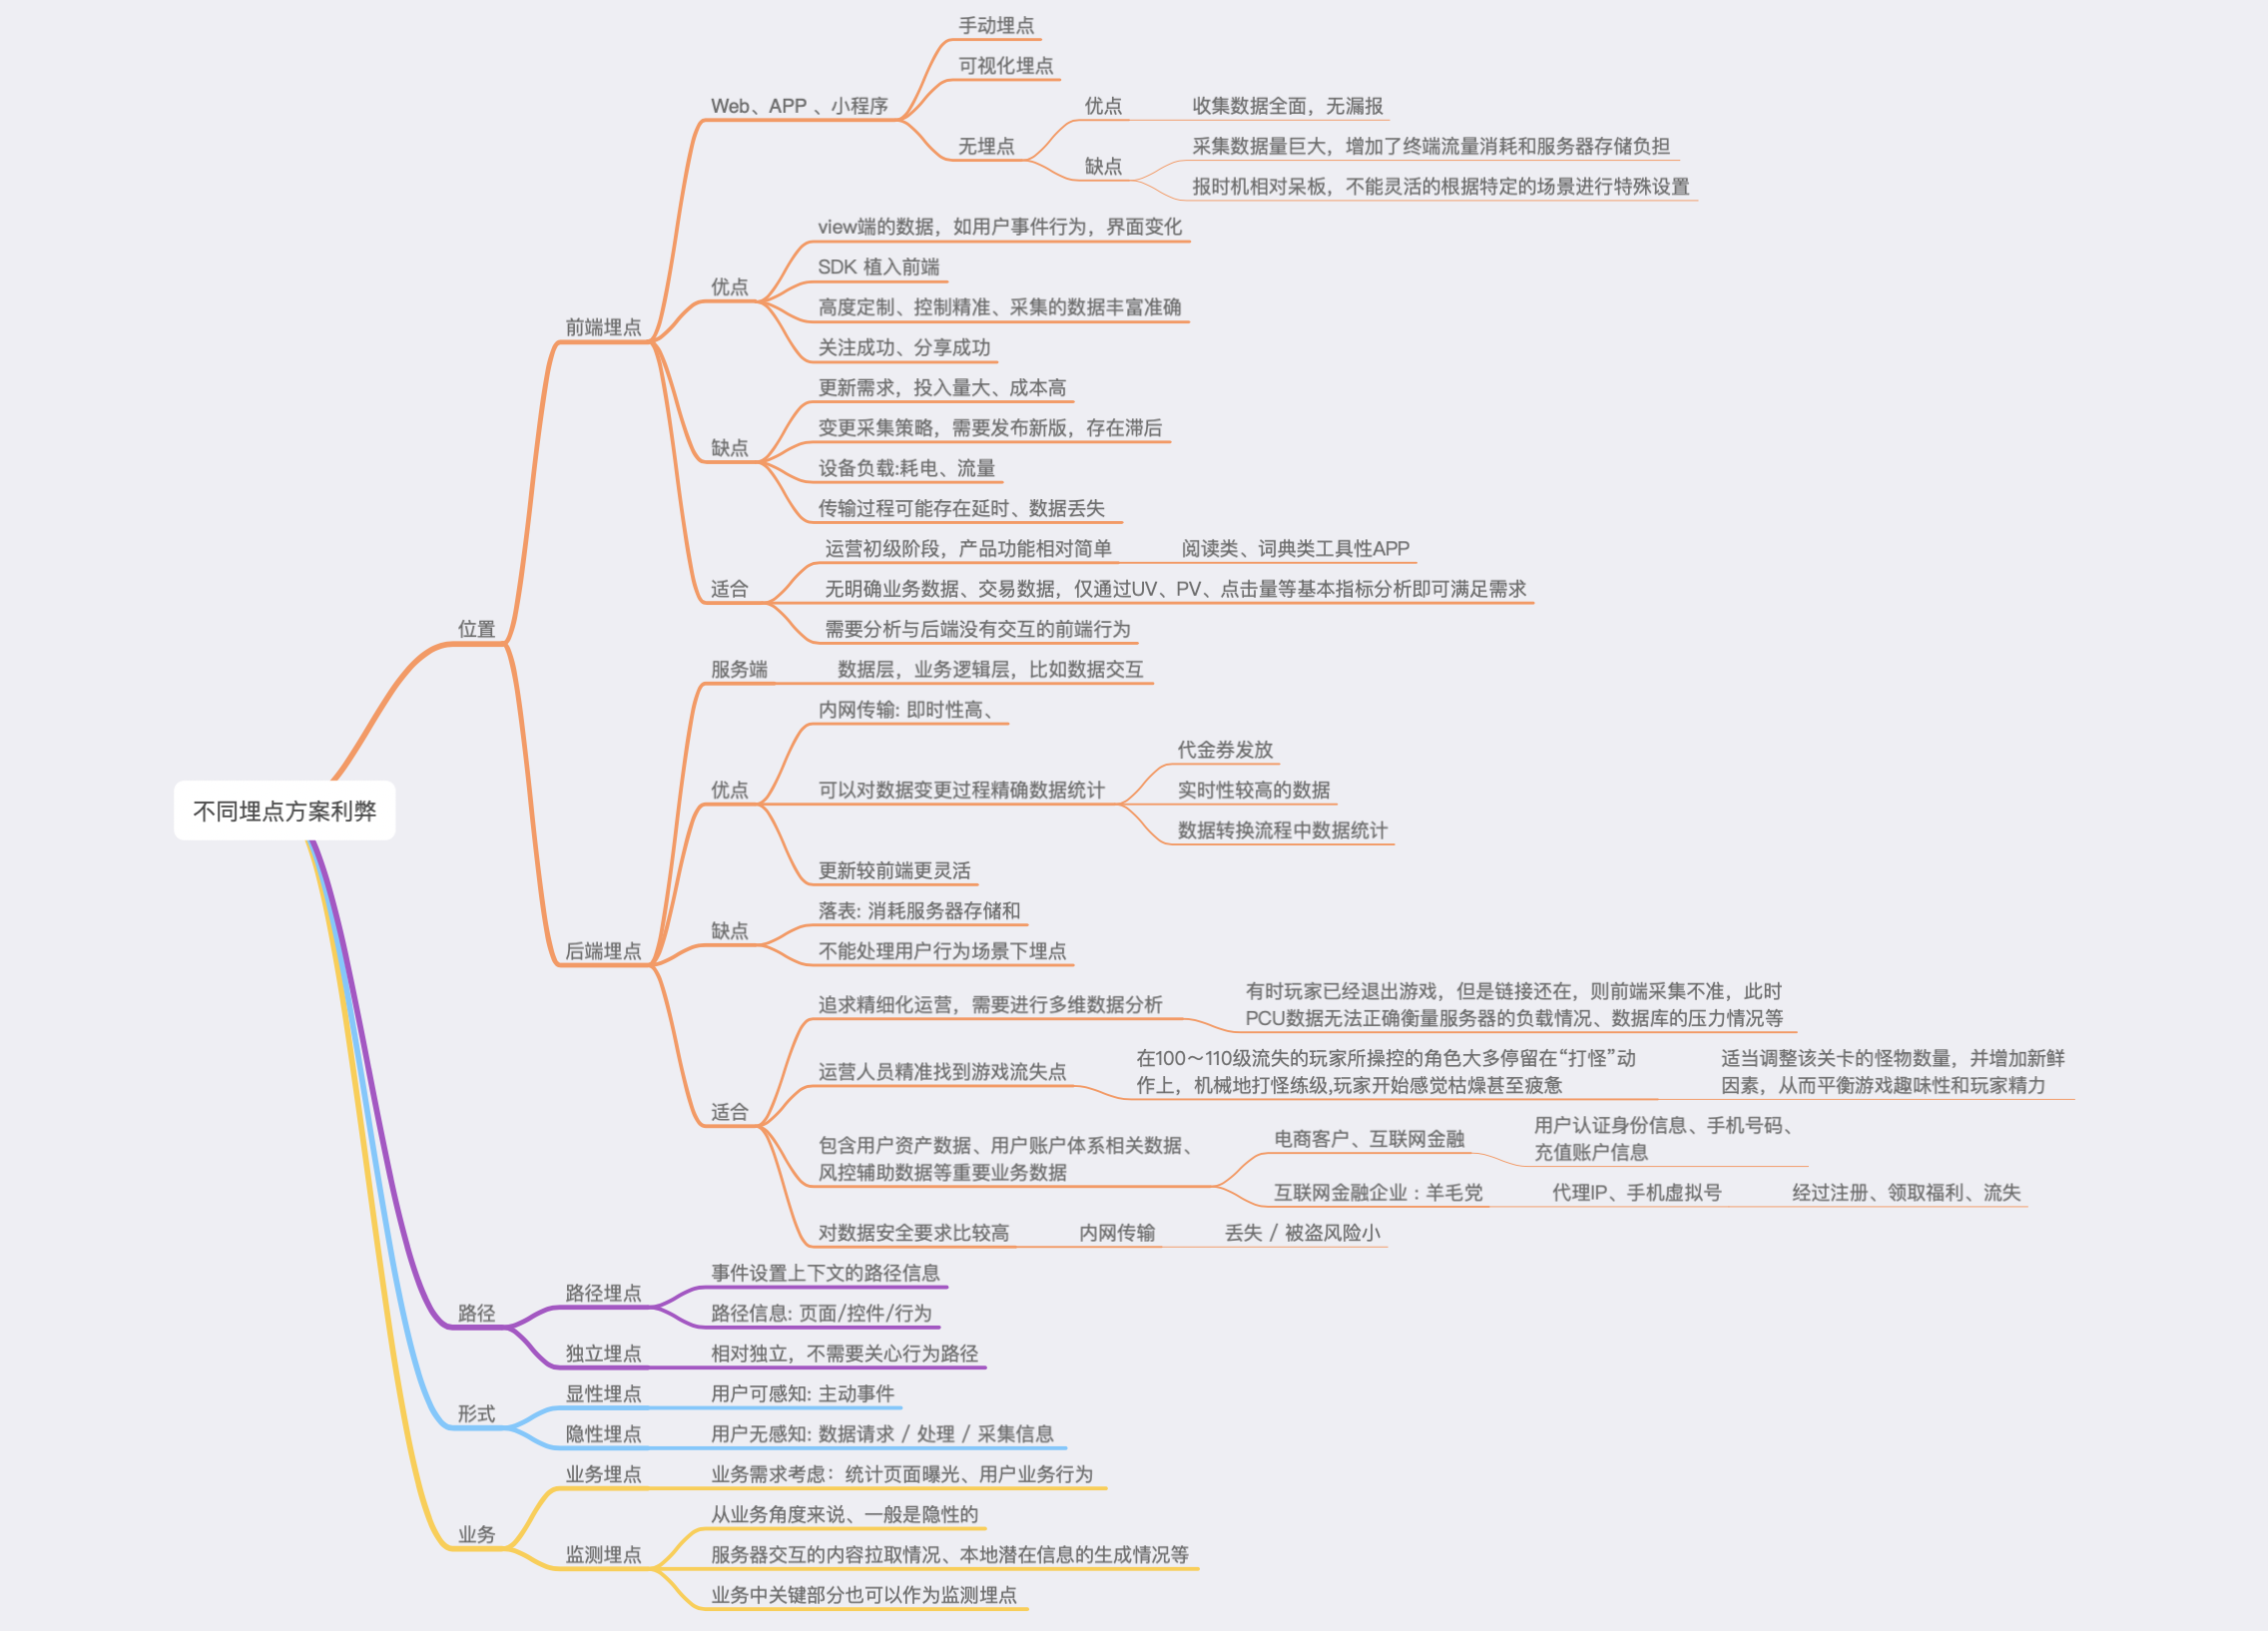 手动埋点
可视化埋点
Web、APP 、小程序
优点
收集数据全面，无漏报
无埋点
采集数据量巨大，增加了终端流量消耗和服务器存储负担
缺点
报时机相对呆板，不能灵活的根据特定的场景进行特殊设置
view端的数据，如用户事件行为，界面变化
SDK 植入前端
优点
高度定制、控制精准、采集的数据丰富准确
前端埋点
关注成功、分享成功
更新需求，投入量大、成本高
变更采集策略，需要发布新版，存在滞后
缺点
设备负载:耗电、流量
传输过程可能存在延时、数据丢失
运营初级阶段，产品功能相对简单
阅读类、词典类工具性APP
适合
无明确业务数据、交易数据，仅通过UV、PV、点击量等基本指标分析即可满足需求
位置
需要分析与后端没有交互的前端行为
服务端
数据层，业务逻辑层，比如数据交互
内网传输: 即时性高、
代金券发放
优点
可以对数据变更过程精确数据统计
实时性较高的数据
不同埋点方案利弊
数据转换流程中数据统计
更新较前端更灵活
落表: 消耗服务器存储和
缺点
后端埋点
不能处理用户行为场景下埋点
追求精细化运营，需要进行多维数据分析
有时玩家已经退出游戏，但是链接还在，则前端采集不准，此时
PCU数据无法正确衡量服务器的负载情况、数据库的压力情况等
运营人员精准找到游戏流失点
在100～110级流失的玩家所操控的角色大多停留在“打怪”动
作上，机械地打怪练级,玩家开始感觉枯燥甚至疲惫
适当调整该关卡的怪物数量，并增加新鲜
因素，从而平衡游戏趣味性和玩家精力
适合
包含用户资产数据、用户账户体系相关数据、
风控辅助数据等重要业务数据
电商客户、互联网金融
用户认证身份信息、手机号码、
充值账户信息
互联网金融企业 : 羊毛党
代理IP、手机虚拟号
经过注册、领取福利、流失
对数据安全要求比较高
内网传输
丢失 / 被盗风险小
路径
路径埋点
事件设置上下文的路径信息
路径信息: 页面/控件/行为
独立埋点
相对独立，不需要关心行为路径
形式
显性埋点
用户可感知: 主动事件
隐性埋点
用户无感知: 数据请求 / 处理 / 采集信息
业务
业务埋点
业务需求考虑：统计页面曝光、用户业务行为
监测埋点
从业务角度来说、一般是隐性的
服务器交互的内容拉取情况、本地潜在信息的生成情况等
业务中关键部分也可以作为监测埋点